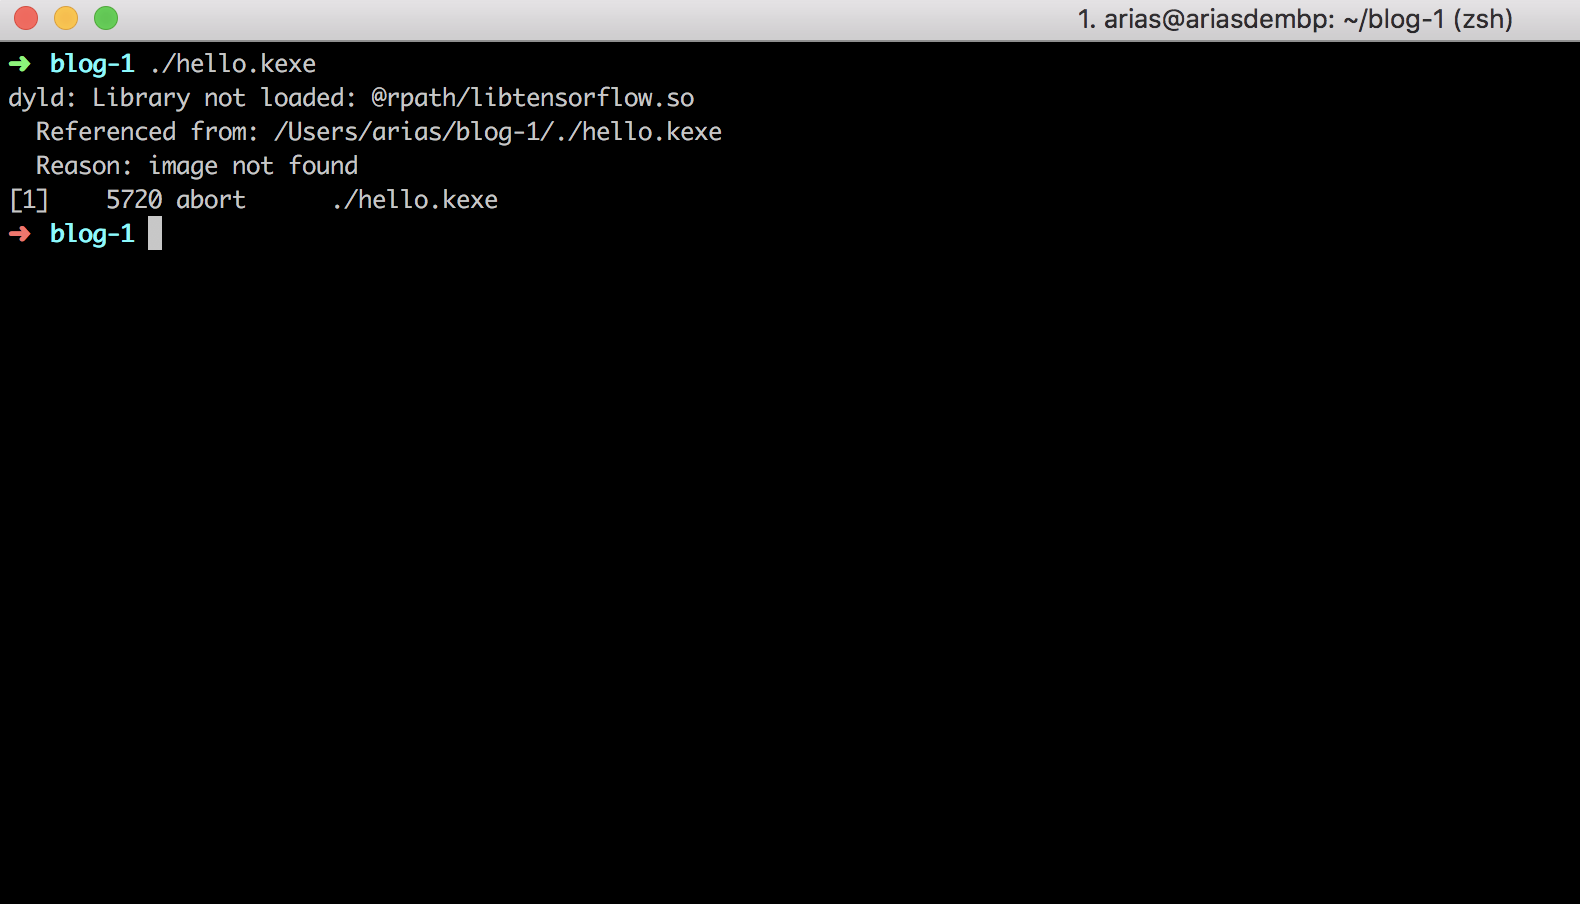 1. arias@ariasdembp: ~/blog-1 (zsh)
➜ blog-1 ./hello.kexe
dyld: Library not loaded: @rpath/libtensorflow.so
  Referenced from: /Users/arias/blog-1/./hello.kexe
  Reason: image not found
[1]    5720 abort      ./hello.kexe
➜ blog-1